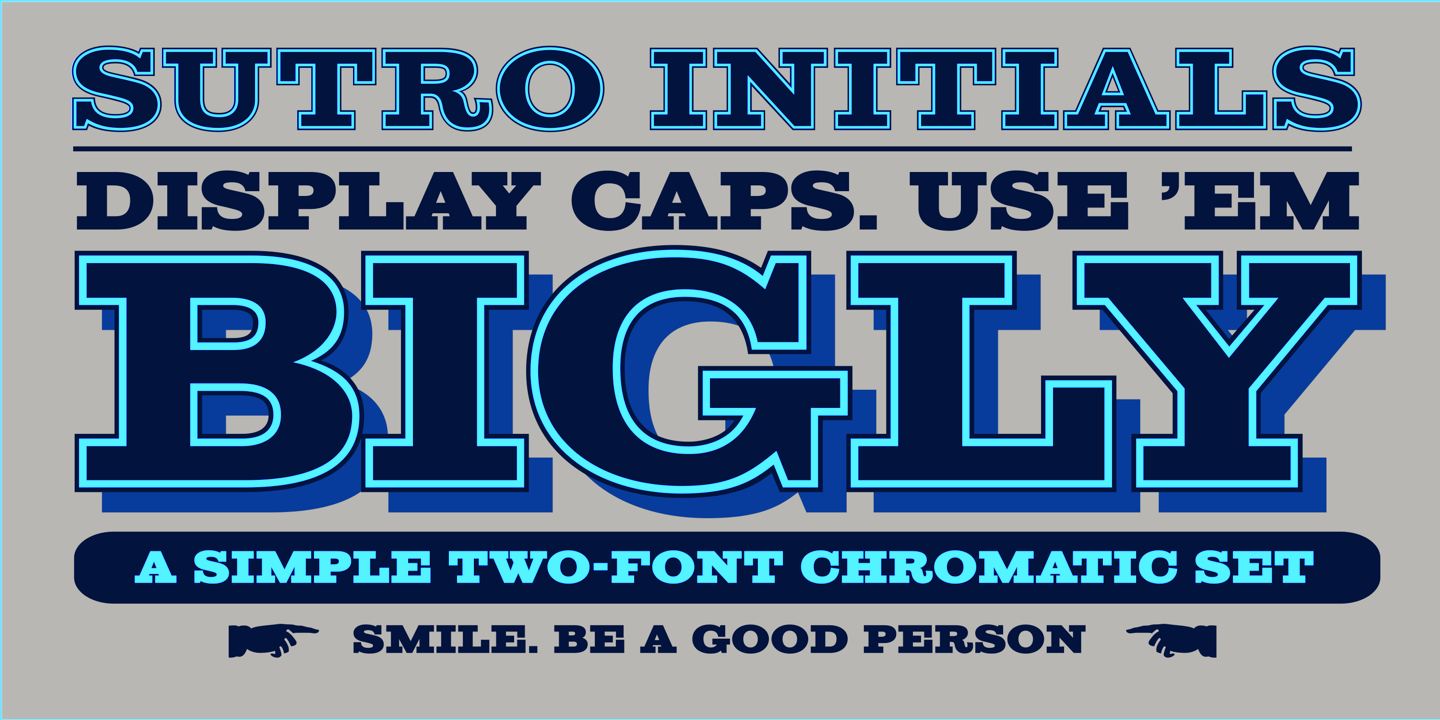 SUTRO INITIALS
DISPLAY CAPS. USE ’EM
BIGLY
A SIMPLE TWO-FONT CHROMATIC SET
SMILE. BE A GOOD PERSON